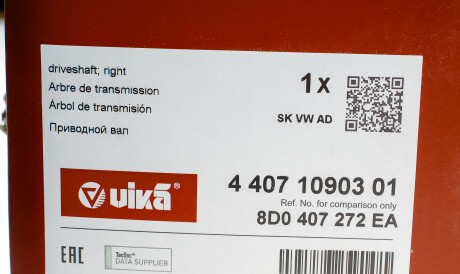 driveshaft; right
Arbre de transmission
Árbol de transmisión
Приводной вал
1x
SK VW AD
vika®
4 407 10903 01
Ref. No. for comparison only
8D0 407 272 EA
EAC
TecDoc®
DATA SUPPLIER